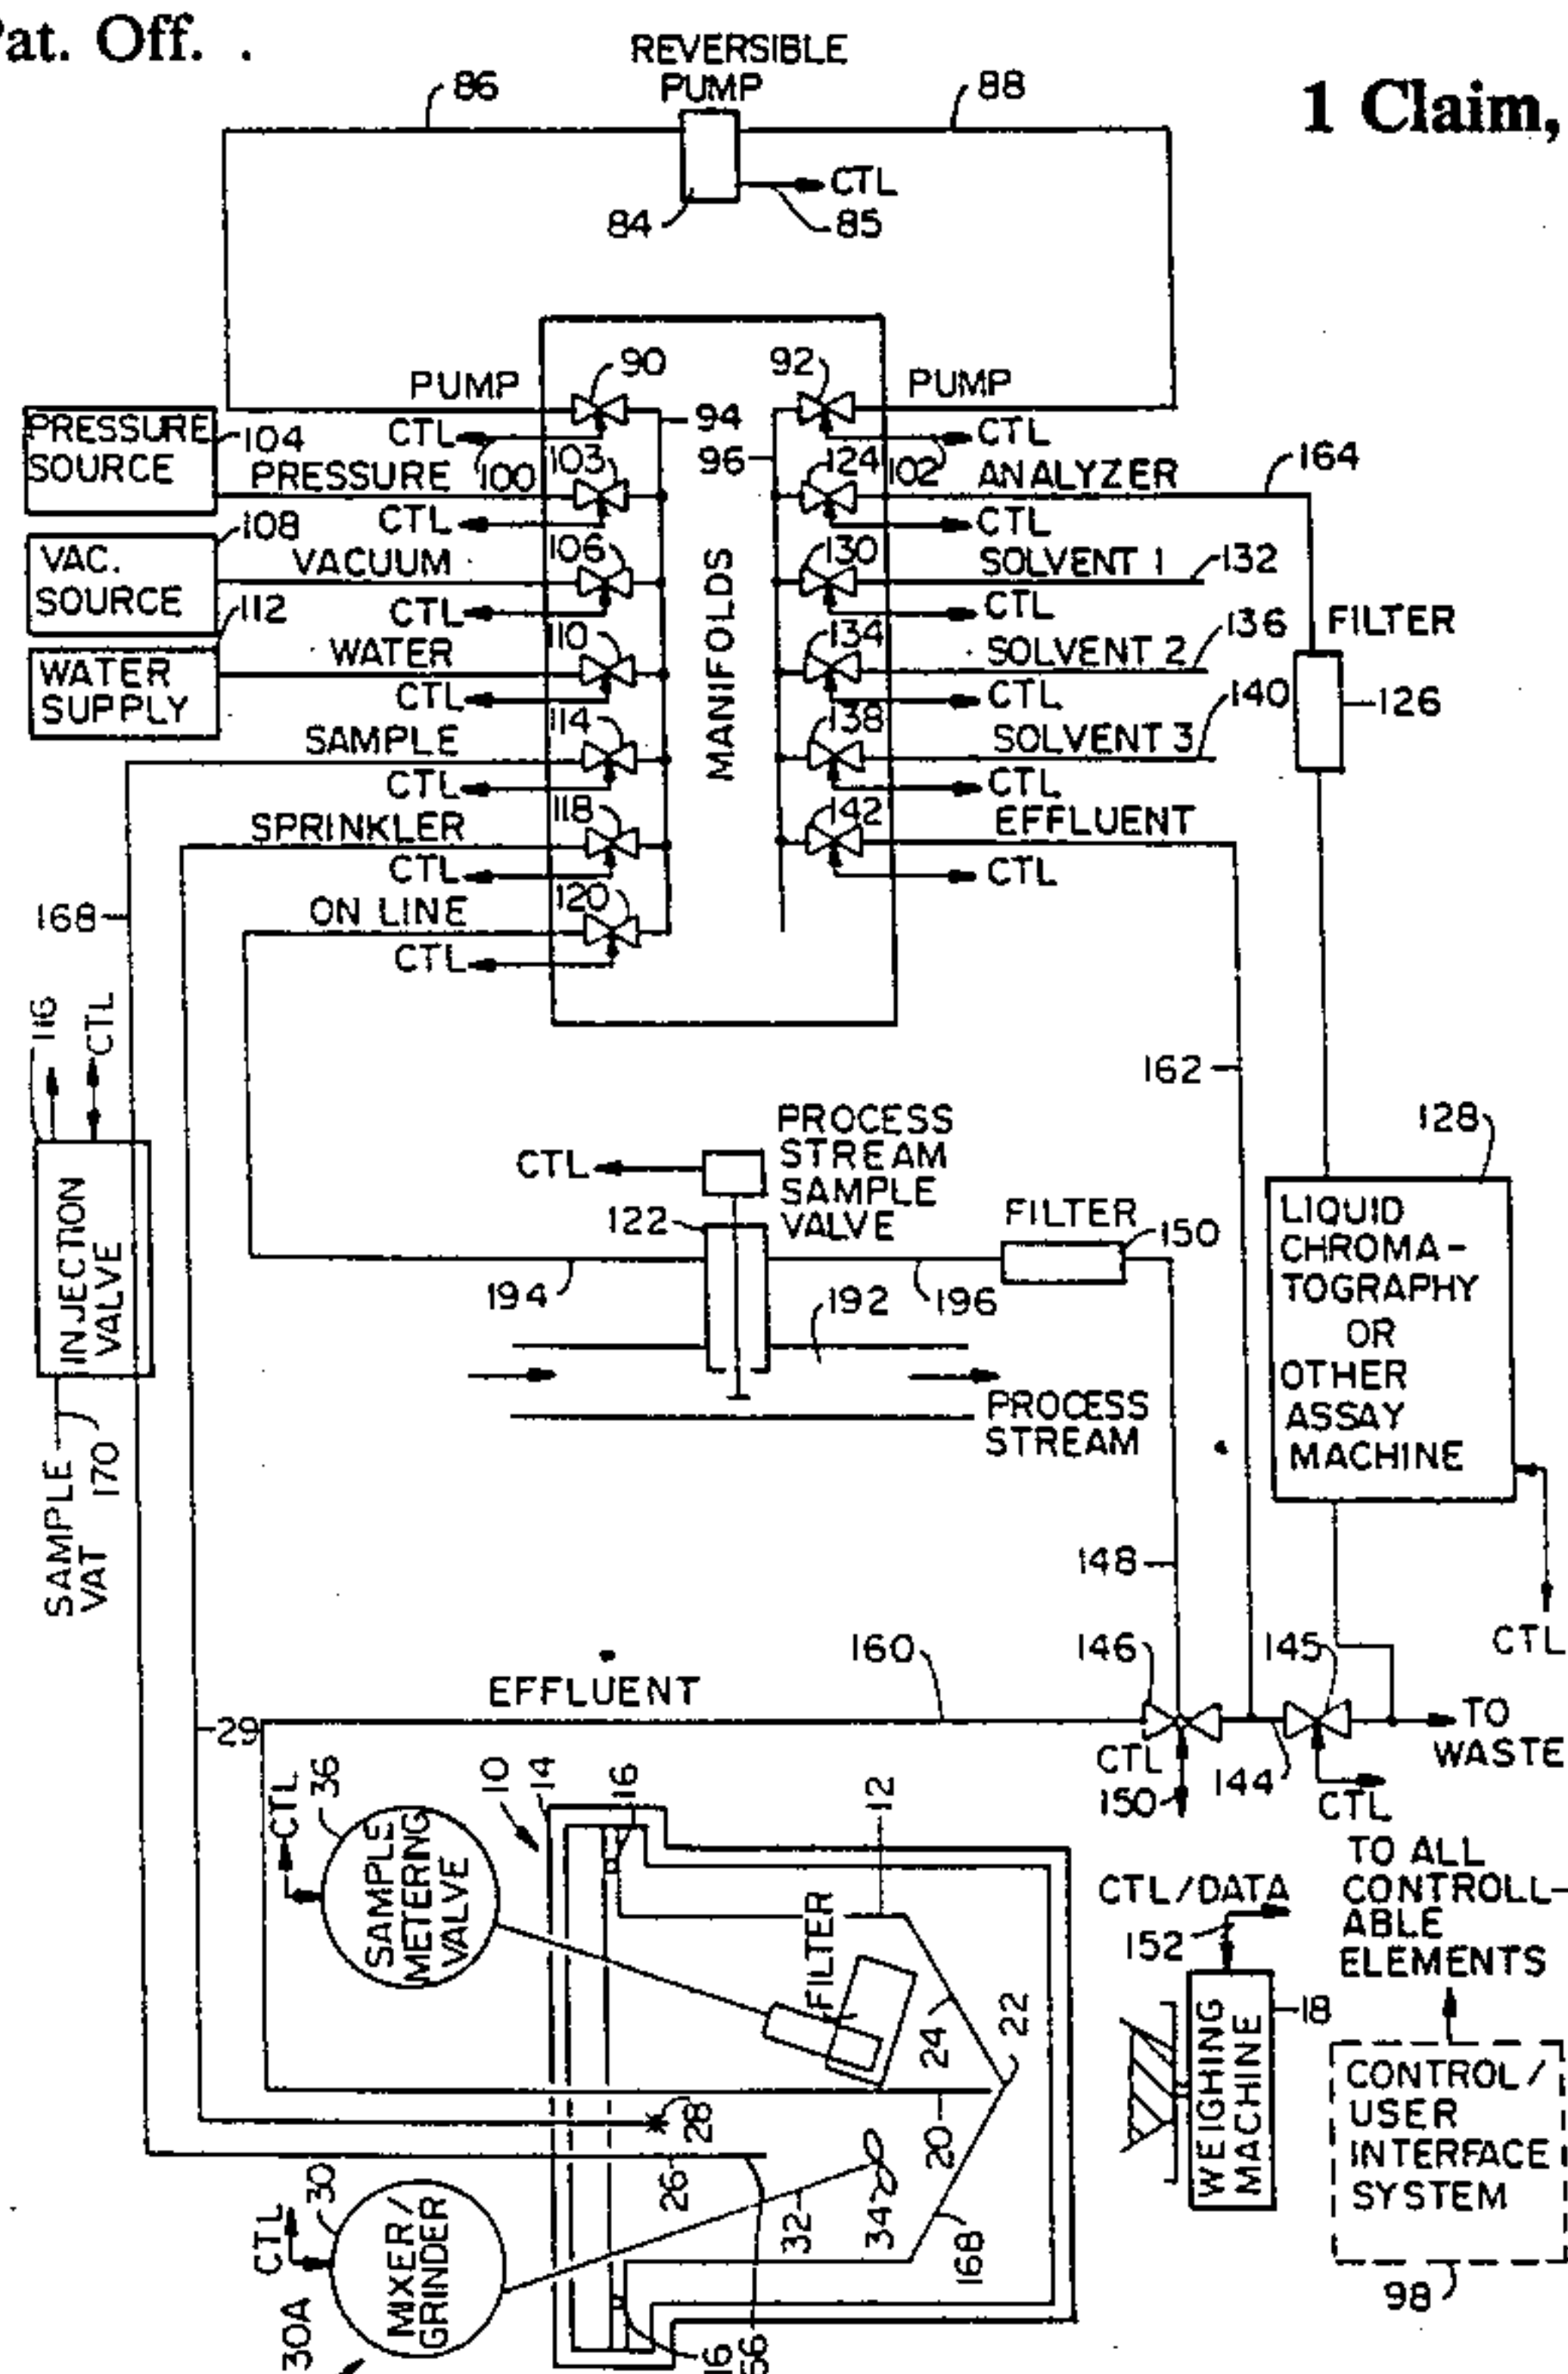 Pat. Off. .
1 Claim,
REVERSIBLE
PUMP
86
88
CTL
84
85
PUMP
90
92
PUMP
PRESSURE
SOURCE
104
CTL
100
94
96
102
CTL
PRESSURE
103
124
ANALYZER
164
CTL
CTL
VAC.
SOURCE
108
VACUUM
106
130
SOLVENT 1
132
CTL
CTL
WATER
SUPPLY
112
WATER
110
134
SOLVENT 2
136
CTL
CTL
MANIFOLDS
FILTER
126
SAMPLE
114
138
SOLVENT 3
140
CTL
CTL
SPRINKLER
118
142
EFFLUENT
CTL
CTL
ON LINE
120
CTL
168
116
CTL
INJECTION
VALVE
SAMPLE
VAT
170
162
PROCESS
STREAM
SAMPLE
VALVE
CTL
122
FILTER
150
194
196
192
PROCESS
STREAM
128
LIQUID
CHROMA-
TOGRAPHY
OR
OTHER
ASSAY
MACHINE
CTL
148
EFFLUENT
160
146
145
29
CTL
150
144
CTL
TO
WASTE
CTL
36
SAMPLE
METERING
VALVE
10
14
16
12
FILTER
24
22
28
20
26
32
34
168
16
66
CTL
30
MIXER/
GRINDER
30A
CTL/DATA
152
WEIGHING
MACHINE
18
TO ALL
CONTROLL-
ABLE
ELEMENTS
CONTROL/
USER
INTERFACE
SYSTEM
98